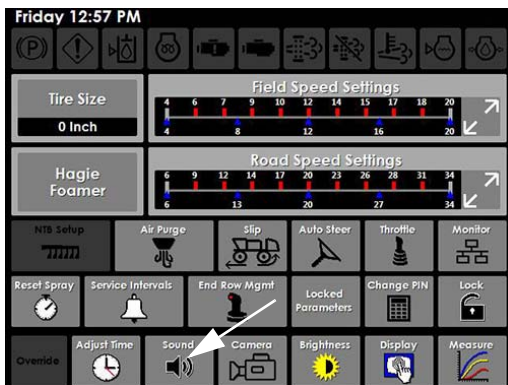 Friday 12:57 PM
(P)
Tire Size
0 Inch
Field Speed Settings
4 6 7 9 10 12 14 15 17 18 20
4 8 12 16 20
Hagie
Foamer
Road Speed Settings
6 9 12 14 17 20 23 26 28 31 34
6 13 20 27 34
NTB Setup
Air Purge
Slip
Auto Steer
Throttle
Monitor
Reset Spray
Service Intervals
End Row Mgmt
Locked
Parameters
Change PIN
Lock
Override
Adjust Time
Sound
Camera
Brightness
Display
Measure